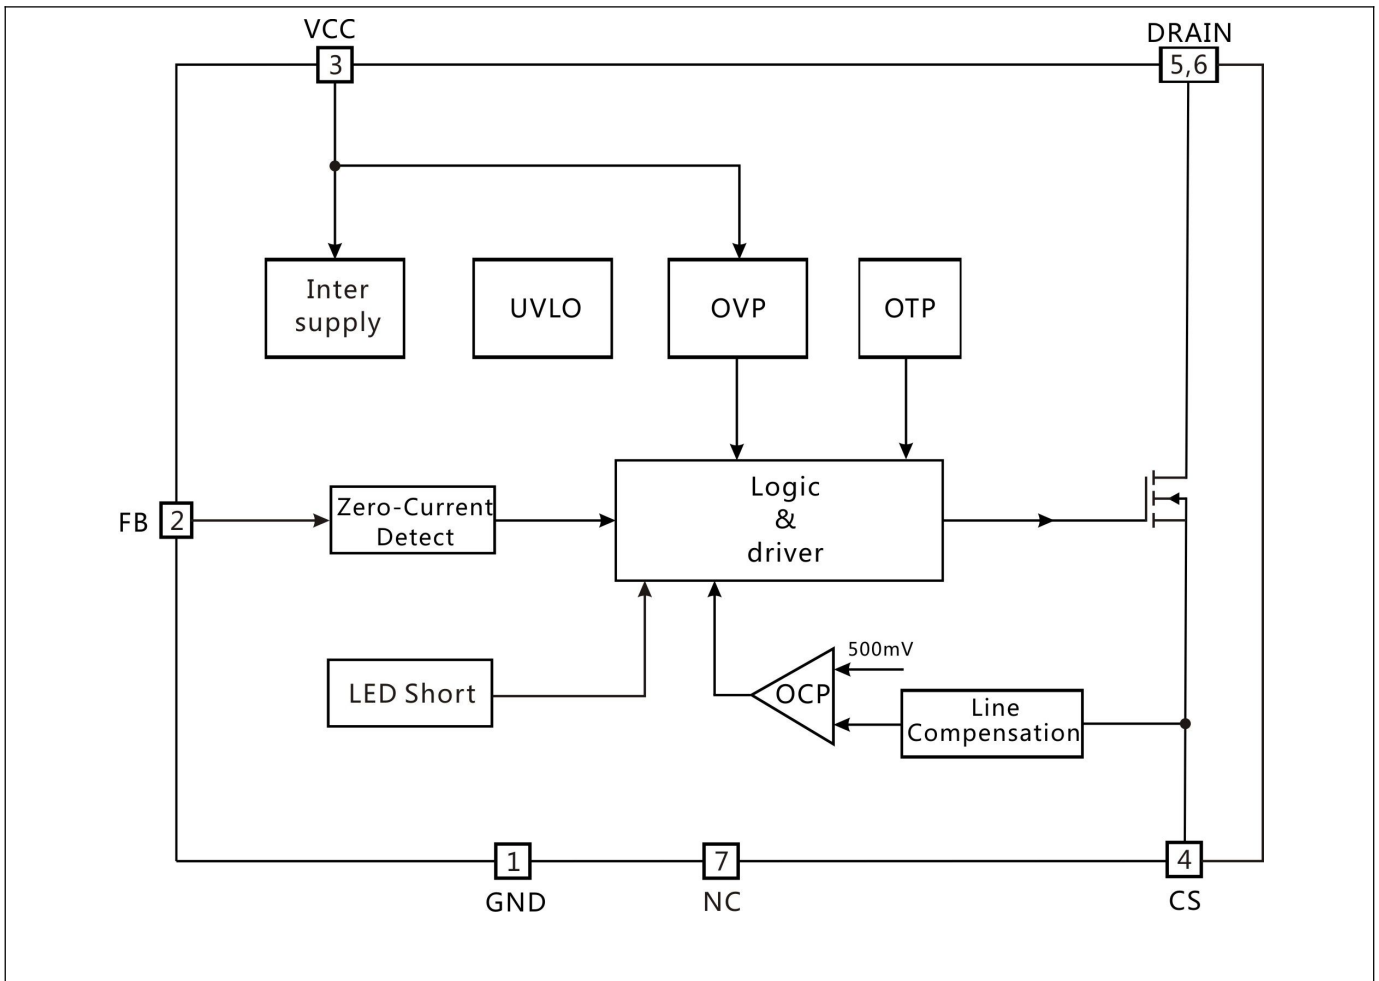 VCC
DRAIN
3
5,6
Inter
supply
UVLO
OVP
OTP
Logic
&
driver
FB
2
Zero-Current
Detect
LED Short
500mV
OCP
Line
Compensation
1
7
4
GND
NC
CS